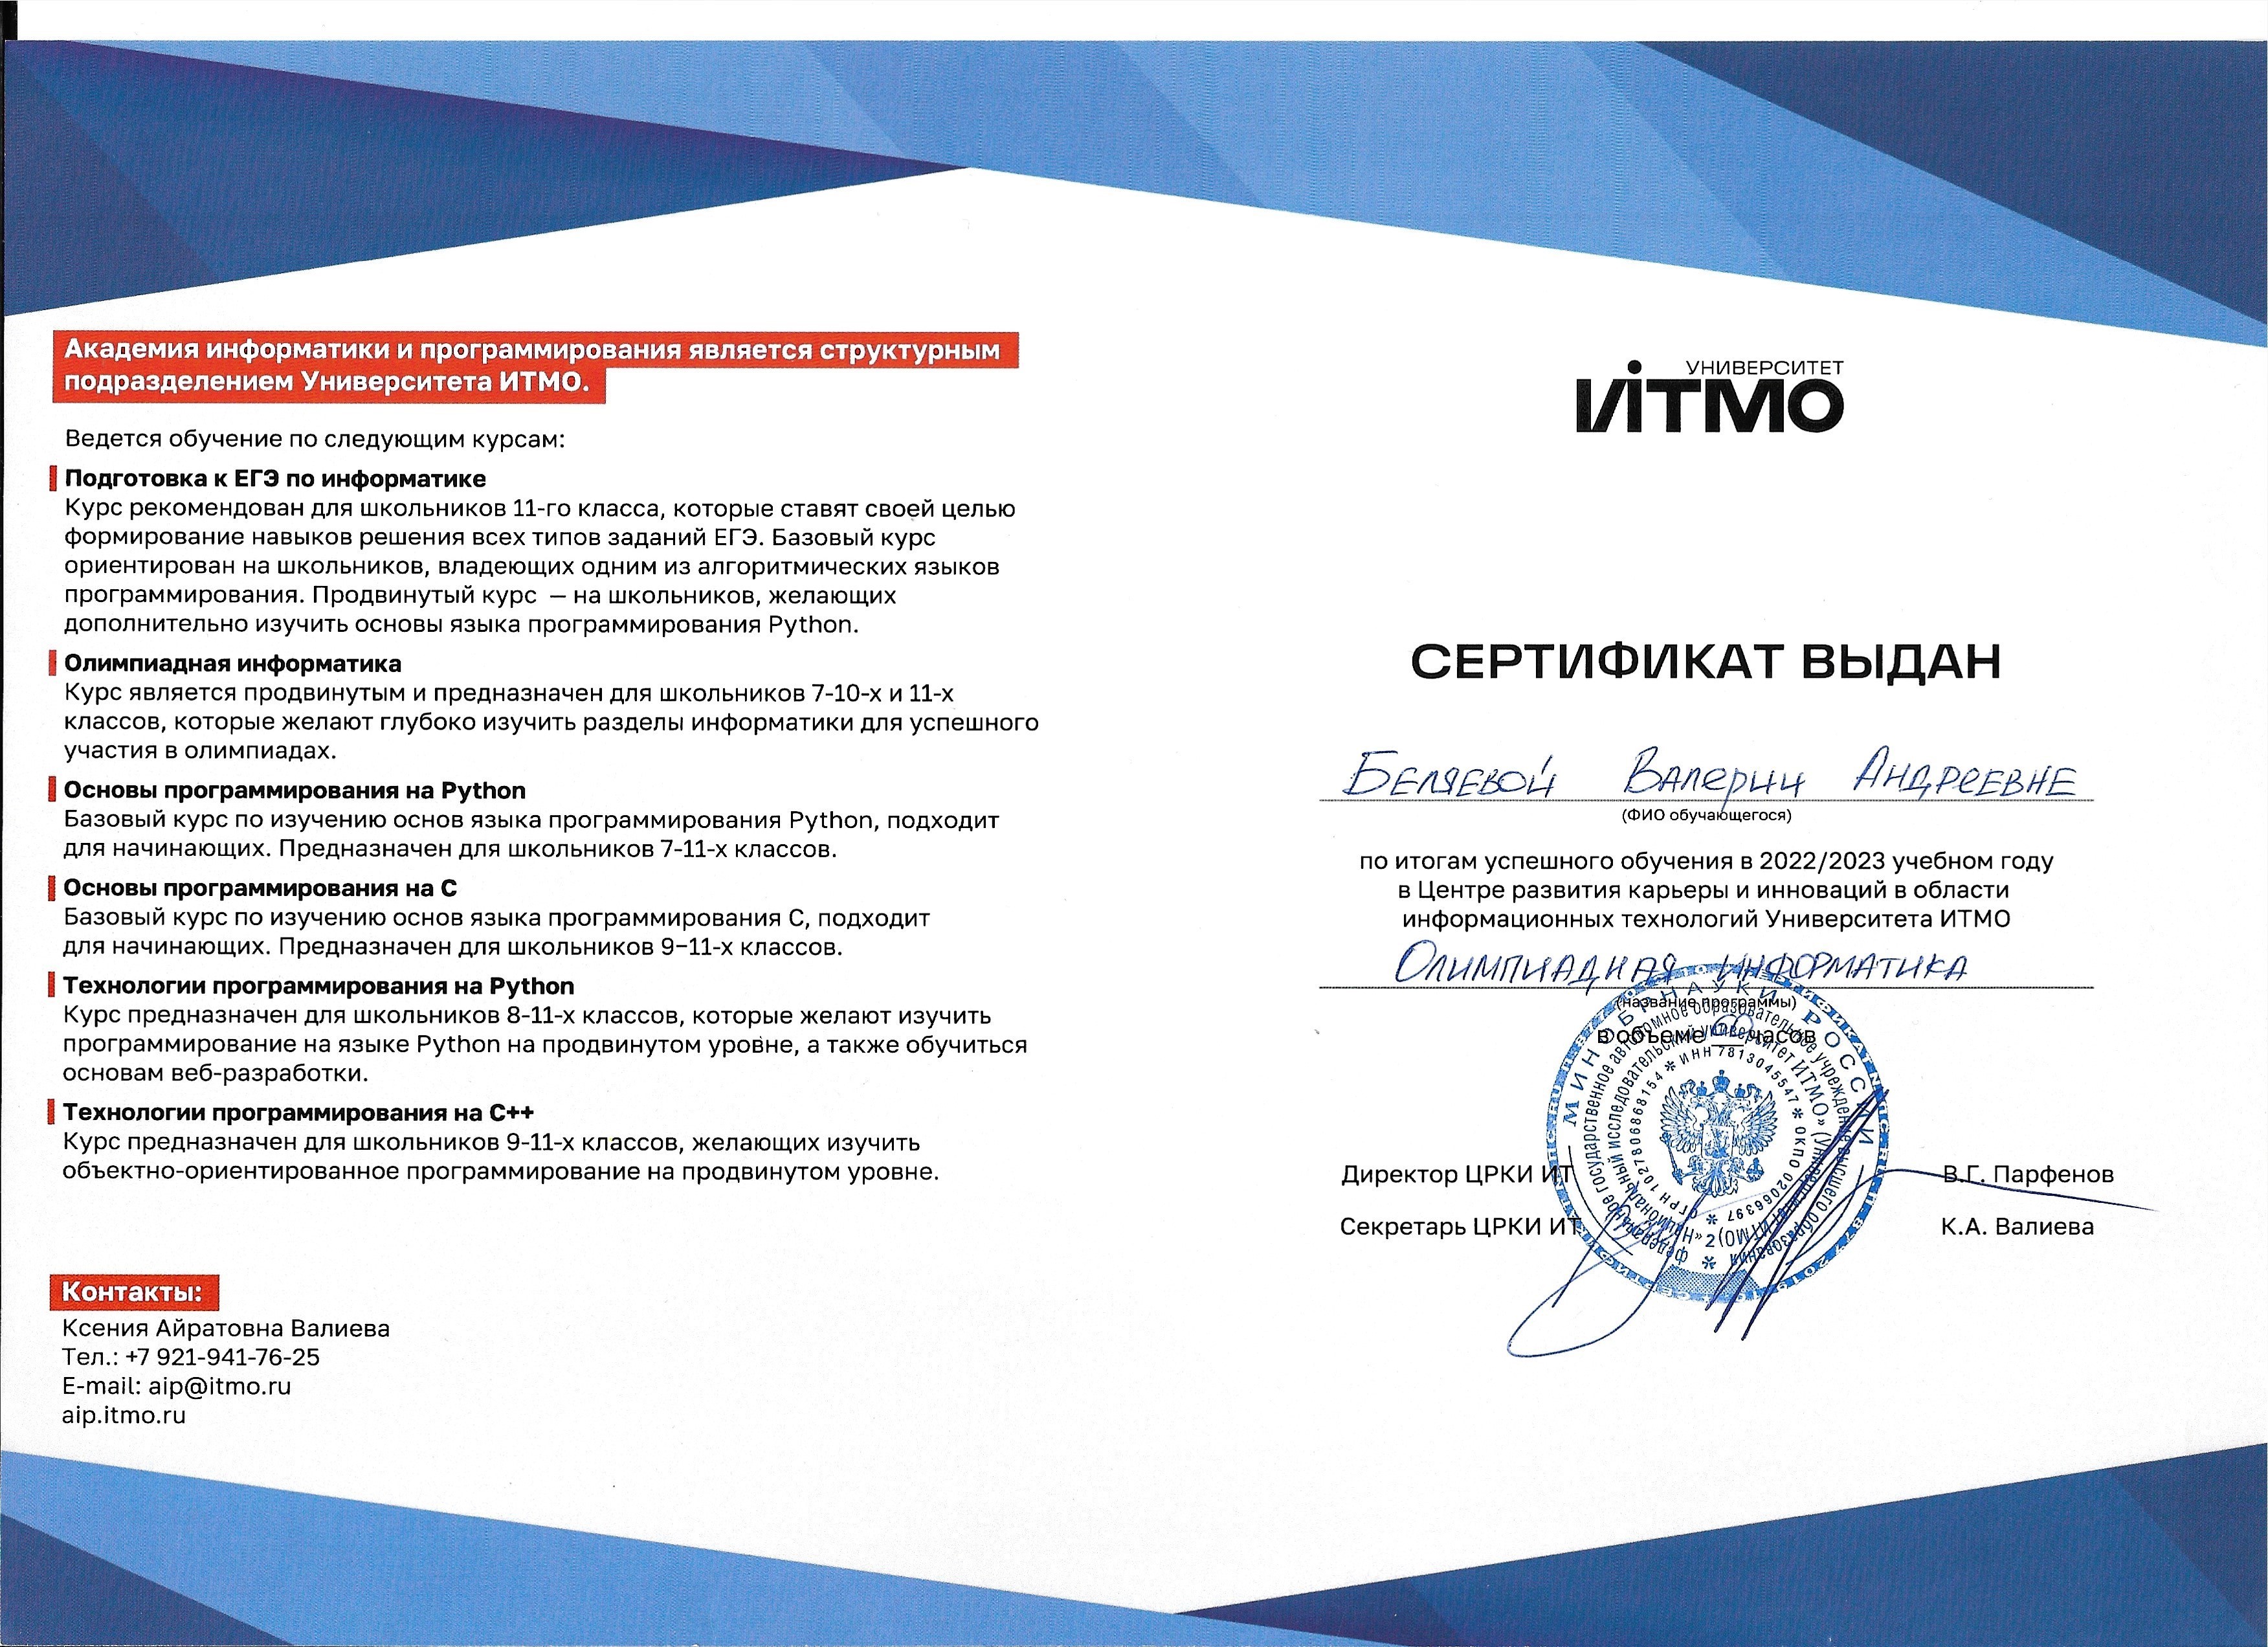 Академия информатики и программирования является структурным
подразделением Университета ИТМО.
Ведется обучение по следующим курсам:
Подготовка к ЕГЭ по информатике
Курс рекомендован для школьников 11-го класса, которые ставят своей целью
формирование навыков решения всех типов заданий ЕГЭ. Базовый курс
ориентирован на школьников, владеющих одним из алгоритмических языков
программирования. Продвинутый курс — на школьников, желающих
дополнительно изучить основы языка программирования Python.
Олимпиадная информатика
Курс является продвинутым и предназначен для школьников 7-10-х и 11-х
классов, которые желают глубоко изучить разделы информатики для успешного
участия в олимпиадах.
Основы программирования на Python
Базовый курс по изучению основ языка программирования Python, подходит
для начинающих. Предназначен для школьников 7-11-х классов.
Основы программирования на С
Базовый курс по изучению основ языка программирования С, подходит
для начинающих. Предназначен для школьников 9–11-х классов.
Технологии программирования на Python
Курс предназначен для школьников 8-11-х классов, которые желают изучить
программирование на языке Python на продвинутом уровне, а также обучиться
основам веб-разработки.
Технологии программирования на С++
Курс предназначен для школьников 9-11-х классов, желающих изучить
объектно-ориентированное программирование на продвинутом уровне.
Контакты:
Ксения Айратовна Валиева
Тел.: +7 921-941-76-25
E-mail: aip@itmo.ru
aip.itmo.ru
УНИВЕРСИТЕТ
ИТМО
СЕРТИФИКАТ ВЫДАН
Беляевой Валерии Андреевне
(ФИО обучающегося)
по итогам успешного обучения в 2022/2023 учебном году
в Центре развития карьеры и инноваций в области
информационных технологий Университета ИТМО
Олимпиадная информатика
(название программы)
в объеме часов
МИНОБРНАУКИ РОССИИ
федеральное государственное автономное образовательное учреждение высшего образования
«Национальный исследовательский университет ИТМО» (Университет ИТМО)
ОГРН 1027806868154 * ИНН 7813045547 * ОКПО 02066397 *
2
Директор ЦРКИ ИТ В.Г. Парфенов
Секретарь ЦРКИ ИТ К.А. Валиева